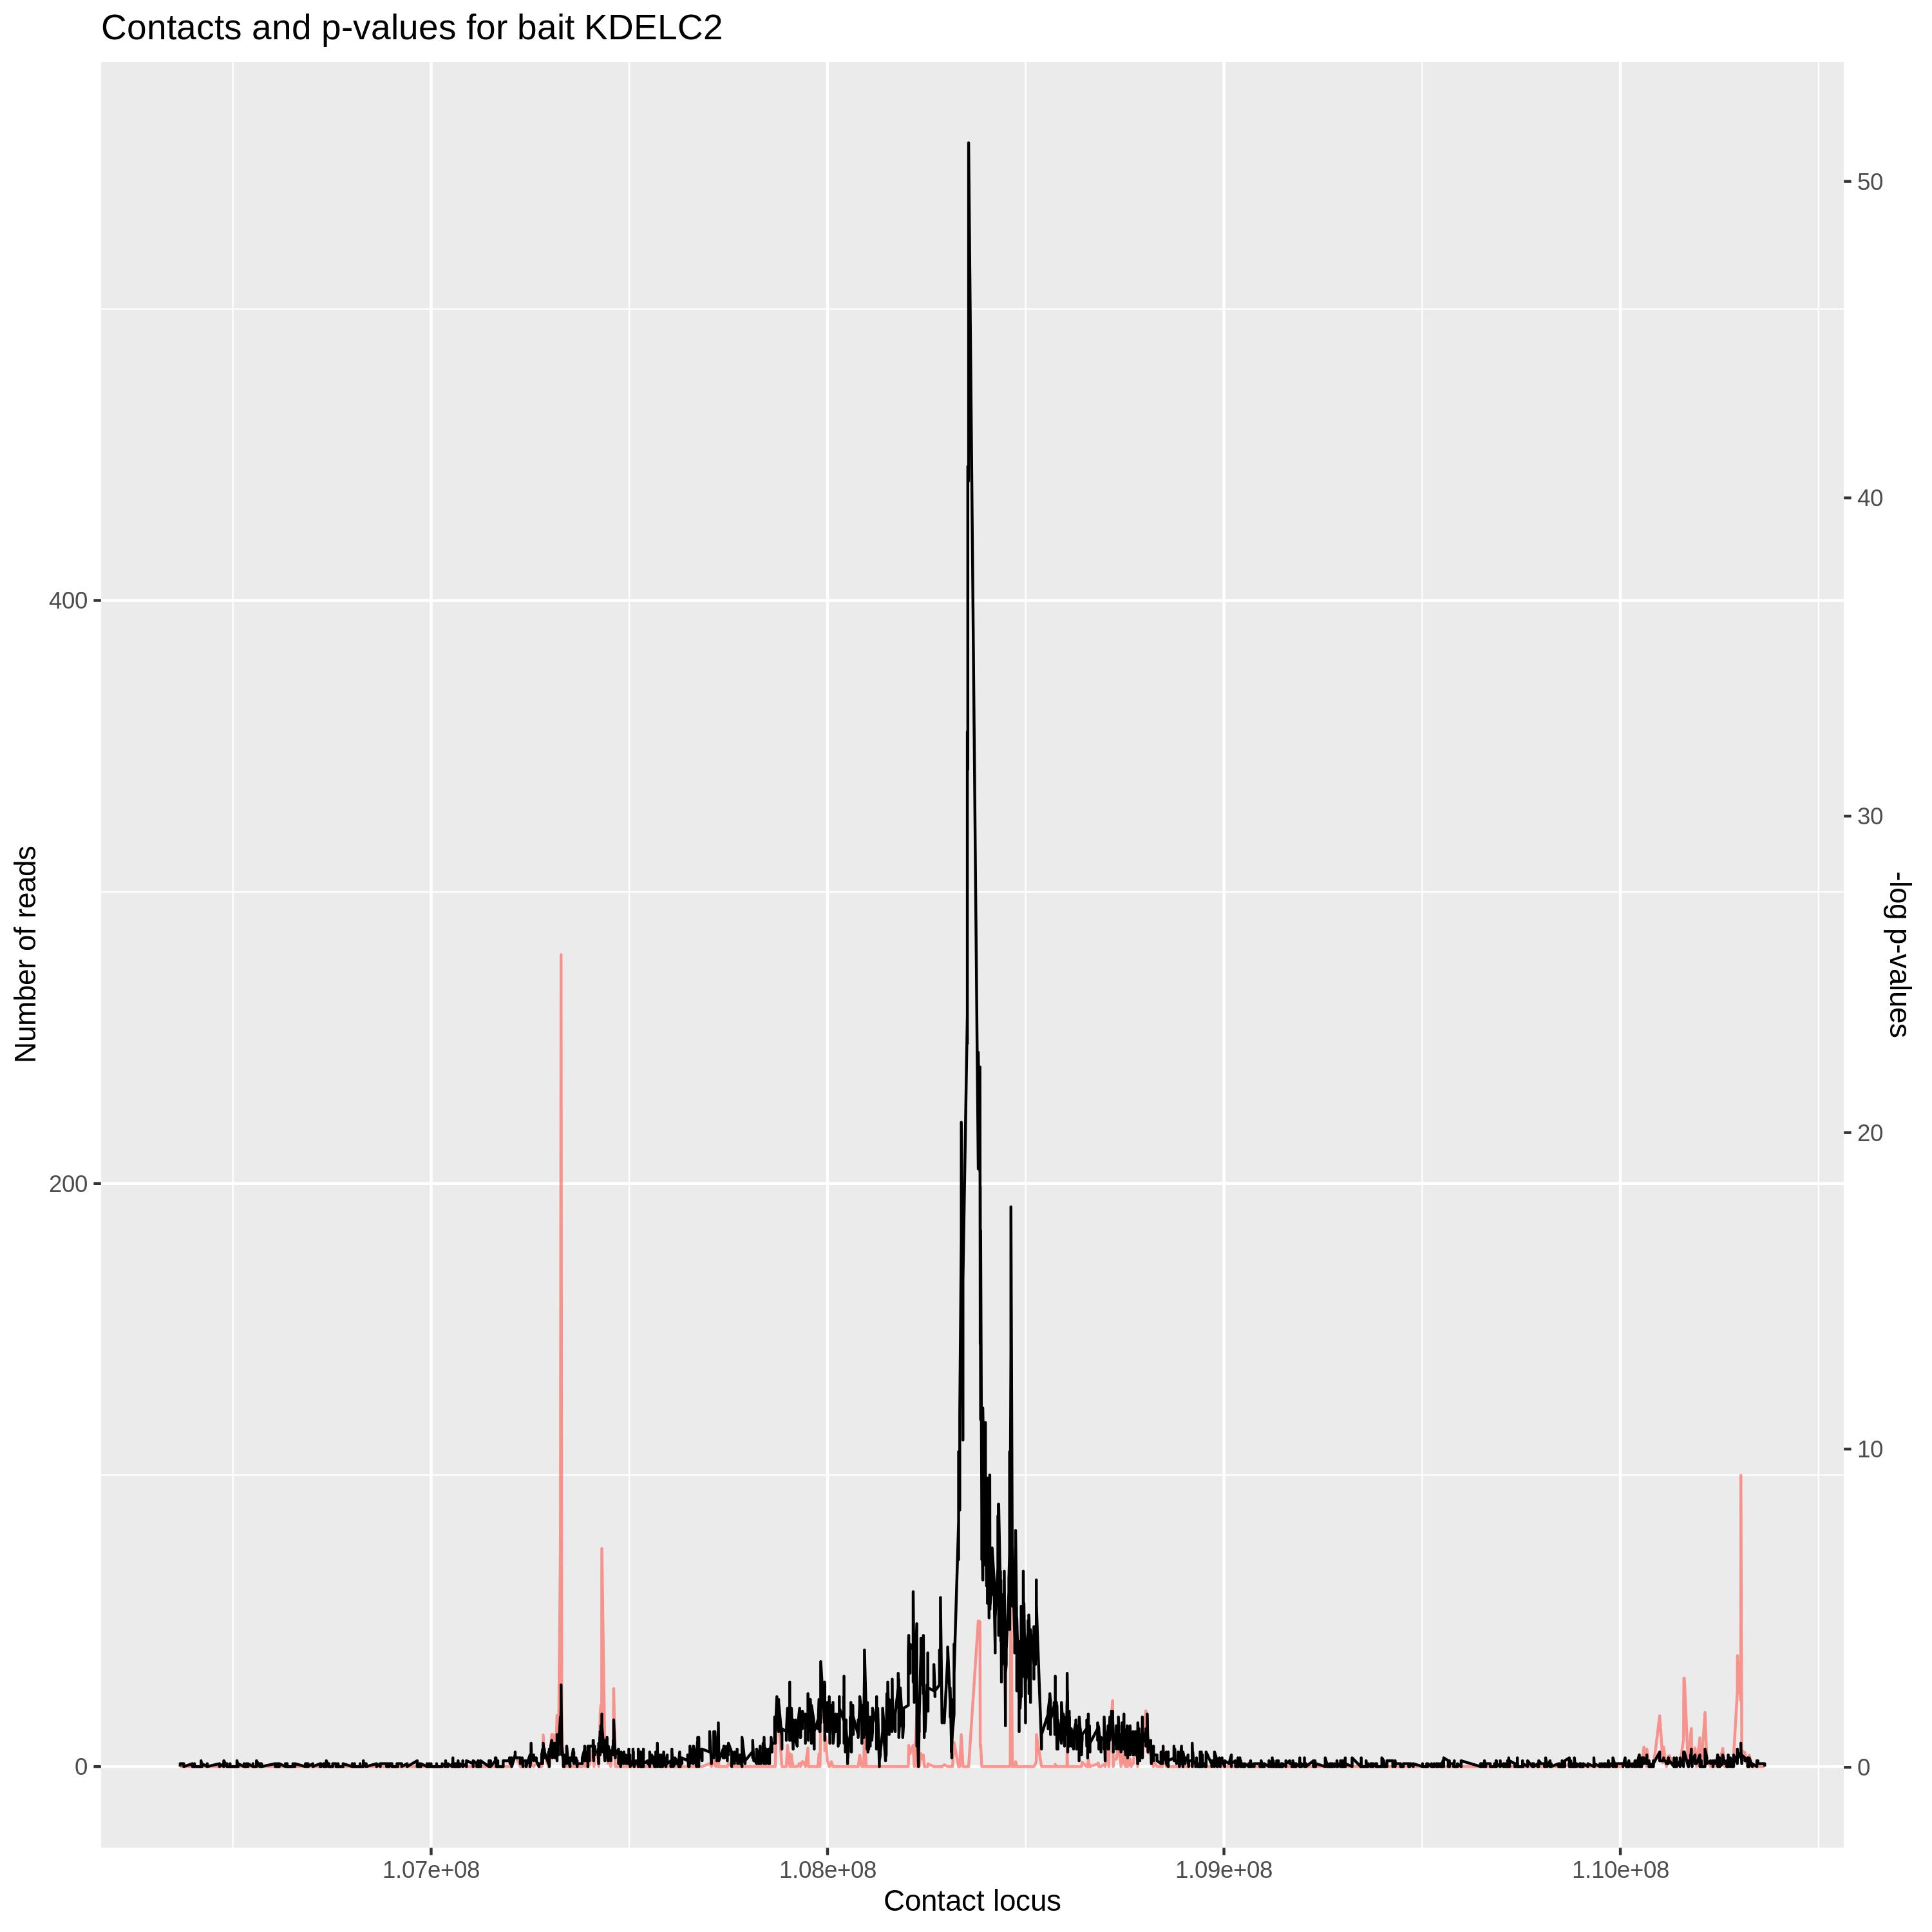 Contacts and p-values for bait KDELC2
Number of reads
400
200
0
50
40
30
20
10
0
-log p-values
1.07e+08
1.08e+08
1.09e+08
1.10e+08
Contact locus